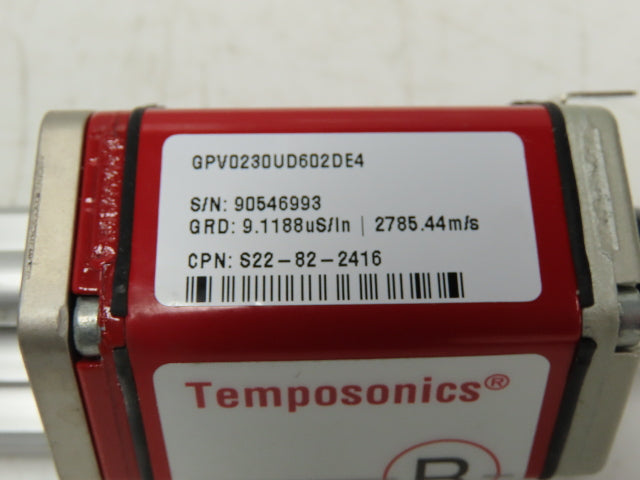 GPV0230UD602DE4
S/N: 90546993
GRD: 9.1188uS/In | 2785.44m/s
CPN: S22-82-2416
Temposonics®
R